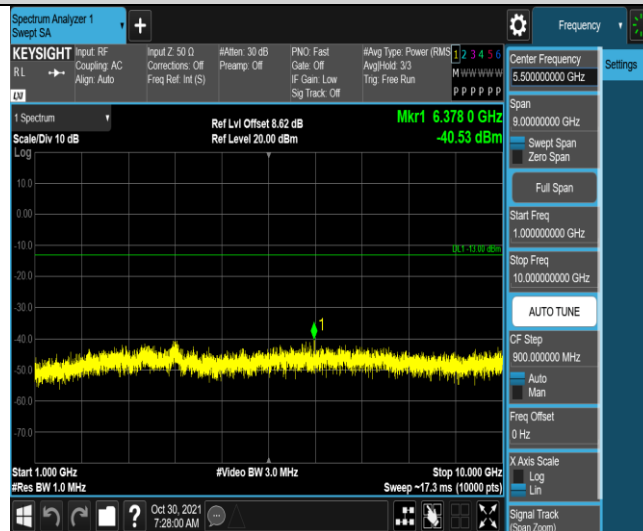 Spectrum Analyzer 1
Swept SA
+
Frequency
KEYSIGHT
RL
LXI
Input: RF
Coupling: AC
Align: Auto
Input Z: 50 Ω
Corrections: Off
Freq Ref: Int (S)
#Atten: 30 dB
Preamp: Off
PNO: Fast
Gate: Off
IF Gain: Low
Sig Track: Off
#Avg Type: Power (RMS
Avg|Hold: 3/3
Trig: Free Run
1 2 3 4 5 6
M W W W W W
P P P P P P
1 Spectrum
Scale/Div 10 dB
Log
Ref Lvl Offset 8.62 dB
Ref Level 20.00 dBm
Mkr1 6.378 0 GHz
-40.53 dBm
10.0
0.00
-10.0
DL1 -13.00 dBm
-20.0
-30.0
-40.0
1
-50.0
-60.0
-70.0
Start 1.000 GHz
#Res BW 1.0 MHz
#Video BW 3.0 MHz
Stop 10.000 GHz
Sweep ~17.3 ms (10000 pts)
?
Oct 30, 2021
7:28:00 AM
Center Frequency
5.500000000 GHz
Settings
Span
9.00000000 GHz
Swept Span
Zero Span
Full Span
Start Freq
1.000000000 GHz
Stop Freq
10.000000000 GHz
AUTO TUNE
CF Step
900.000000 MHz
Auto
Man
Freq Offset
0 Hz
X Axis Scale
Log
Lin
Signal Track
(Span Zoom)